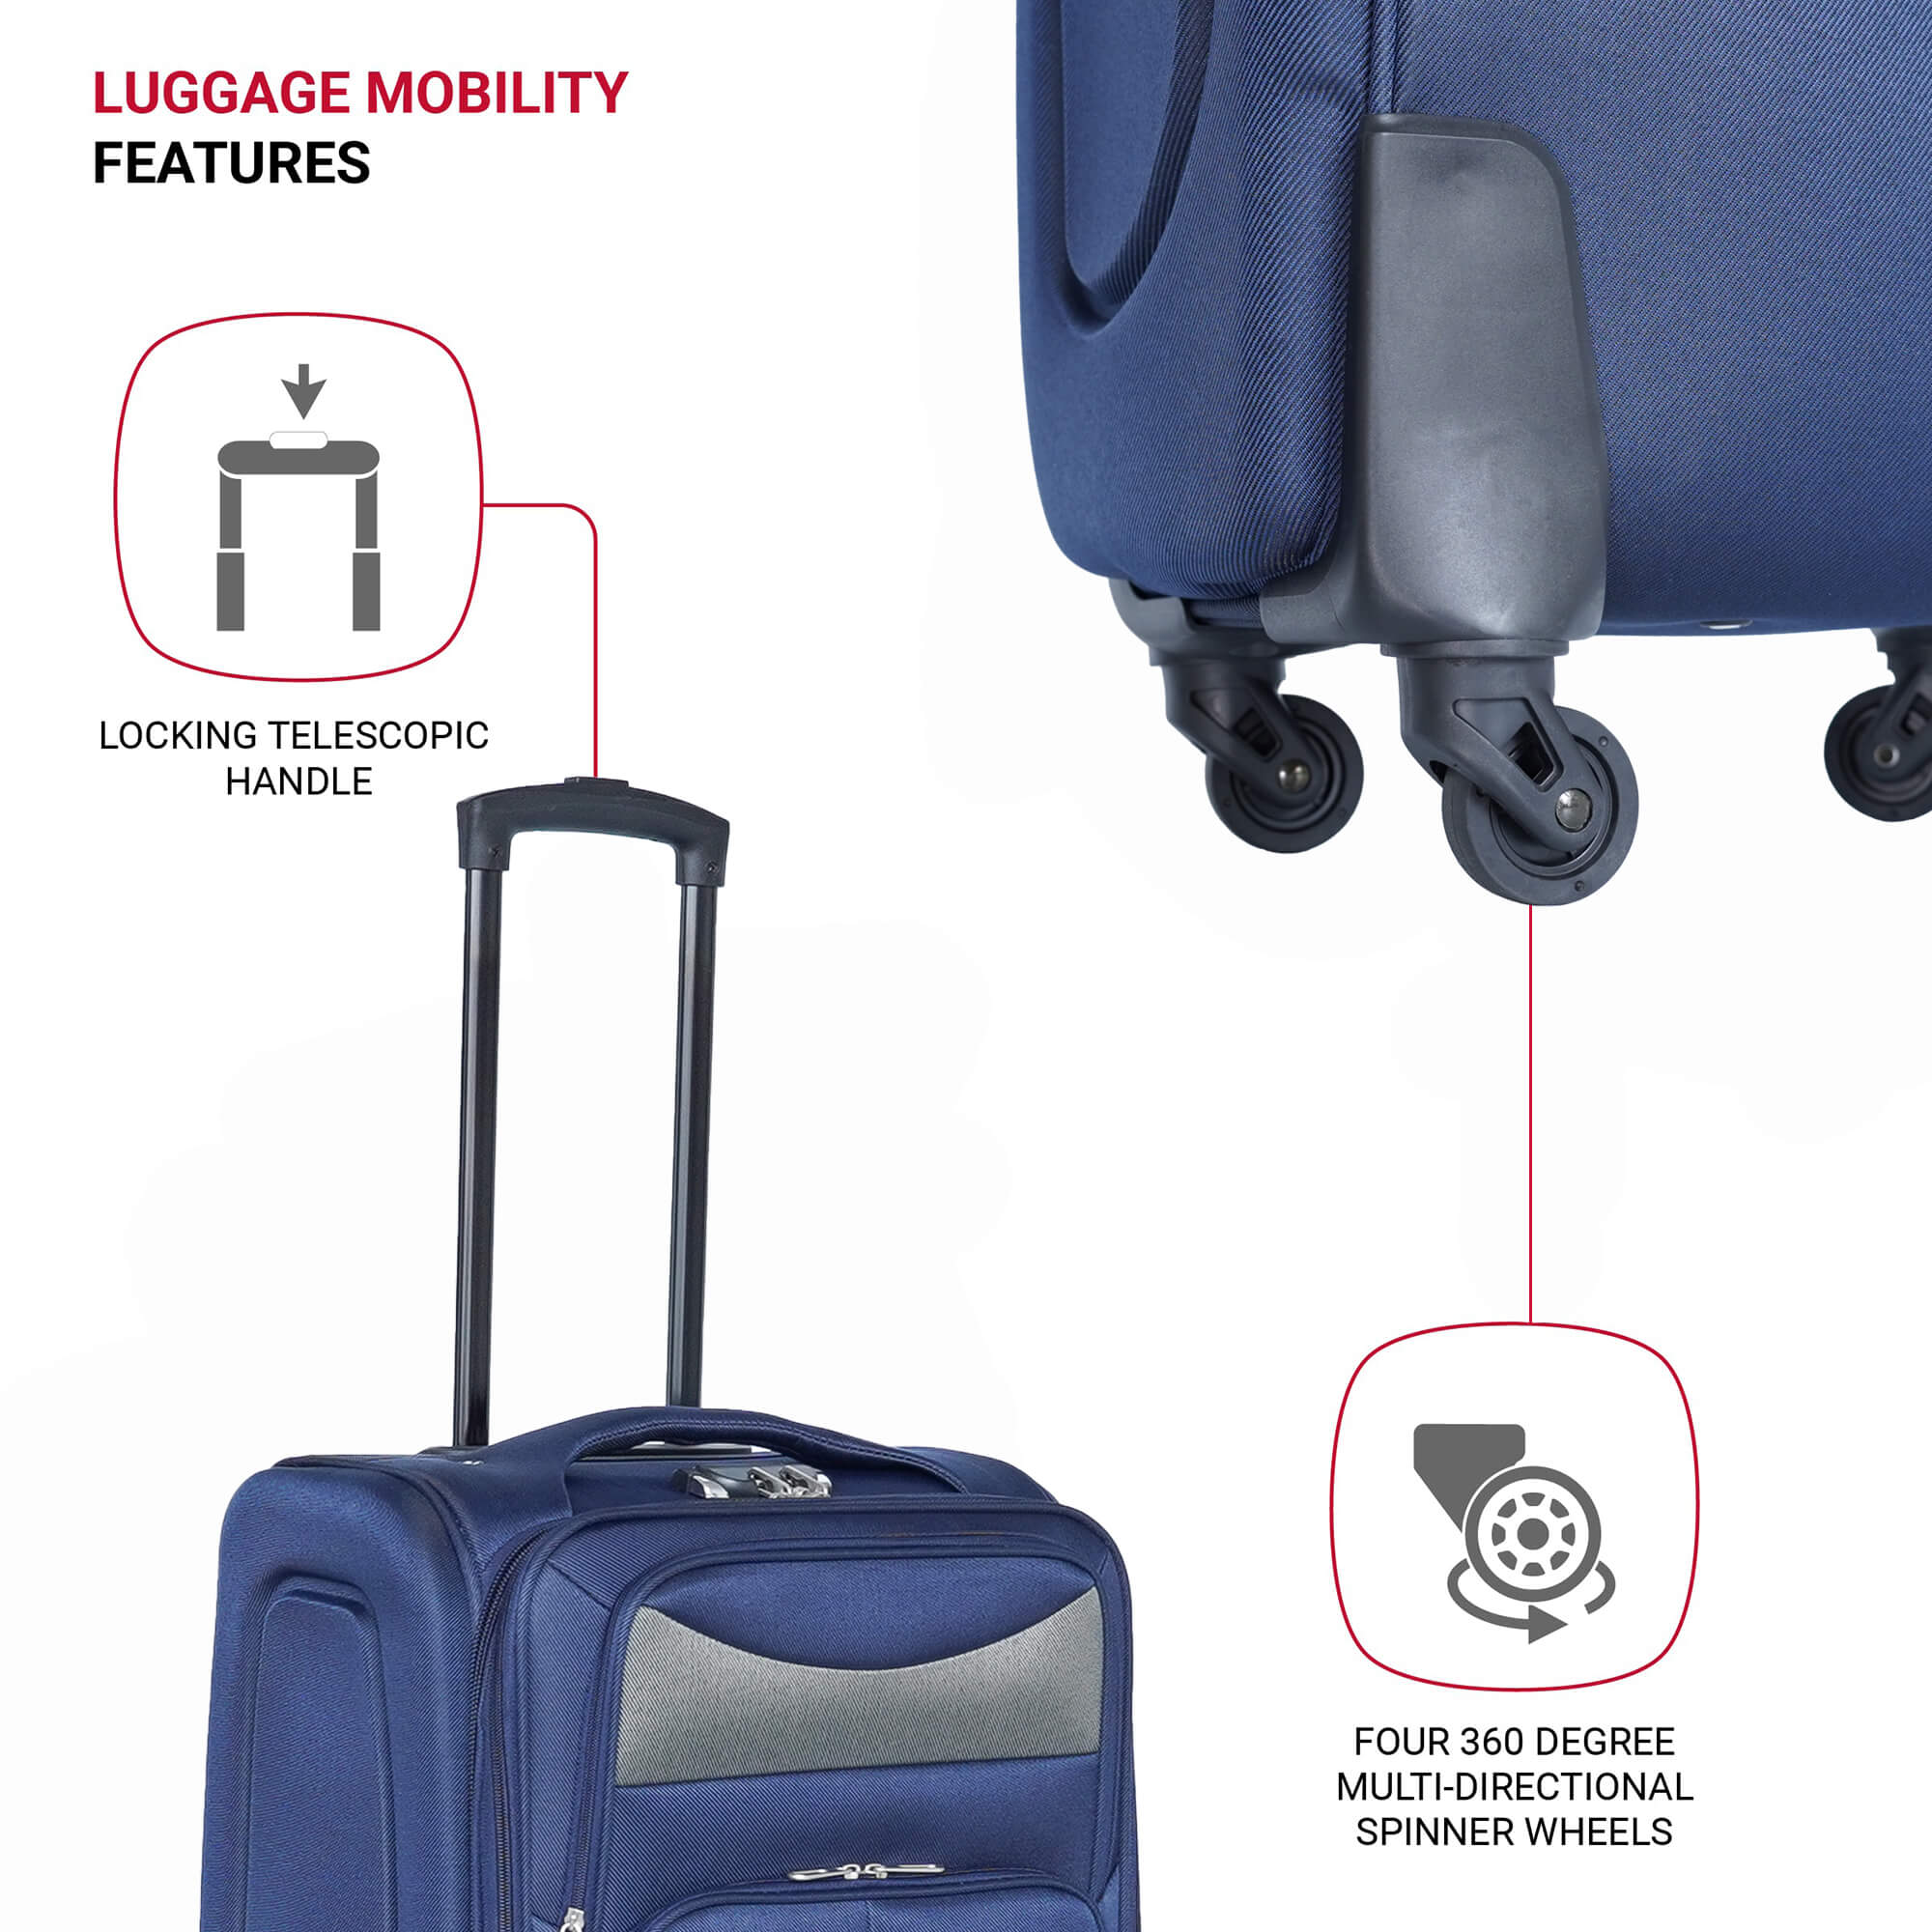 LUGGAGE MOBILITY
FEATURES
LOCKING TELESCOPIC
HANDLE
FOUR 360 DEGREE
MULTI-DIRECTIONAL
SPINNER WHEELS